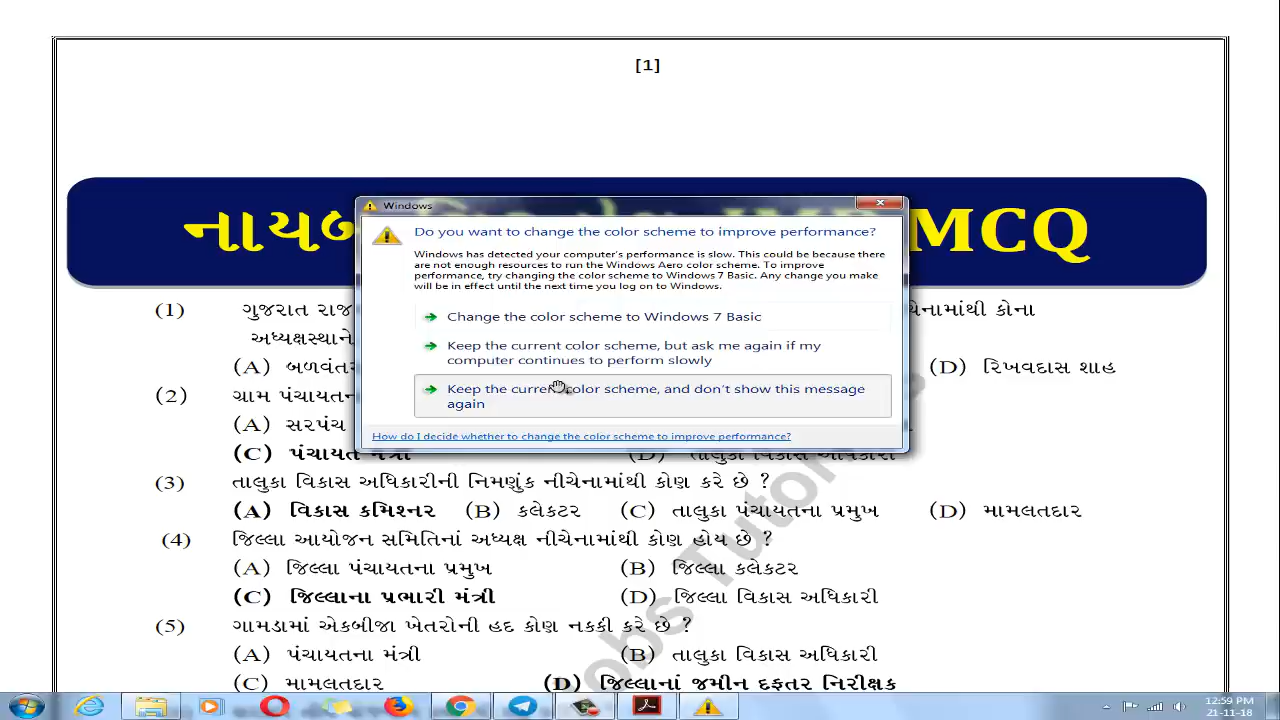 [1]
નાયબ
MCQ
Windows
Do you want to change the color scheme to improve performance?
Windows has detected your computer's performance is slow. This could be because there
are not enough resources to run the Windows Aero color scheme. To improve
performance, try changing the color scheme to Windows 7 Basic. Any change you make
will be in effect until the next time you log on to Windows.
Change the color scheme to Windows 7 Basic
Keep the current color scheme, but ask me again if my
computer continues to perform slowly
Keep the current color scheme, and don't show this message
again
How do I decide whether to change the color scheme to improve performance?
(1) ગુજરાત કોના
અધ્યક્ષસ્થાને
(A) (D) રિખવદાસ શાહ
(2) ગ્રામ પંચાયતન
(A) સરપંચ
(C) પંચાયત મંત્રી (D) તાલુકા વિકાસ અધિકારી
(3) તાલુકા વિકાસ અધિકારીની નિમણુંક નીચેનામાંથી કોણ કરે છે ?
(A) વિકાસ કમિશ્નર (B) કલેકટર (C) તાલુકા પંચાયતના પ્રમુખ (D) મામલતદાર
(4) જિલ્લા આયોજન સમિતિનાં અધ્યક્ષ નીચેનામાંથી કોણ હોય છે ?
(A) જિલ્લા પંચાયતના પ્રમુખ (B) જિલ્લા કલેકટર
(C) જિલ્લાના પ્રભારી મંત્રી (D) જિલ્લા વિકાસ અધિકારી
(5) ગામડામાં એકબીજા ખેતરોની હદ કોણ નકકી કરે છે ?
(A) પંચાયતના મંત્રી (B) તાલુકા વિકાસ અધિકારી
(C) મામલતદાર (D) જિલ્લાનાં જમીન દફતર નિરીક્ષક
12:59 PM
21-11-18